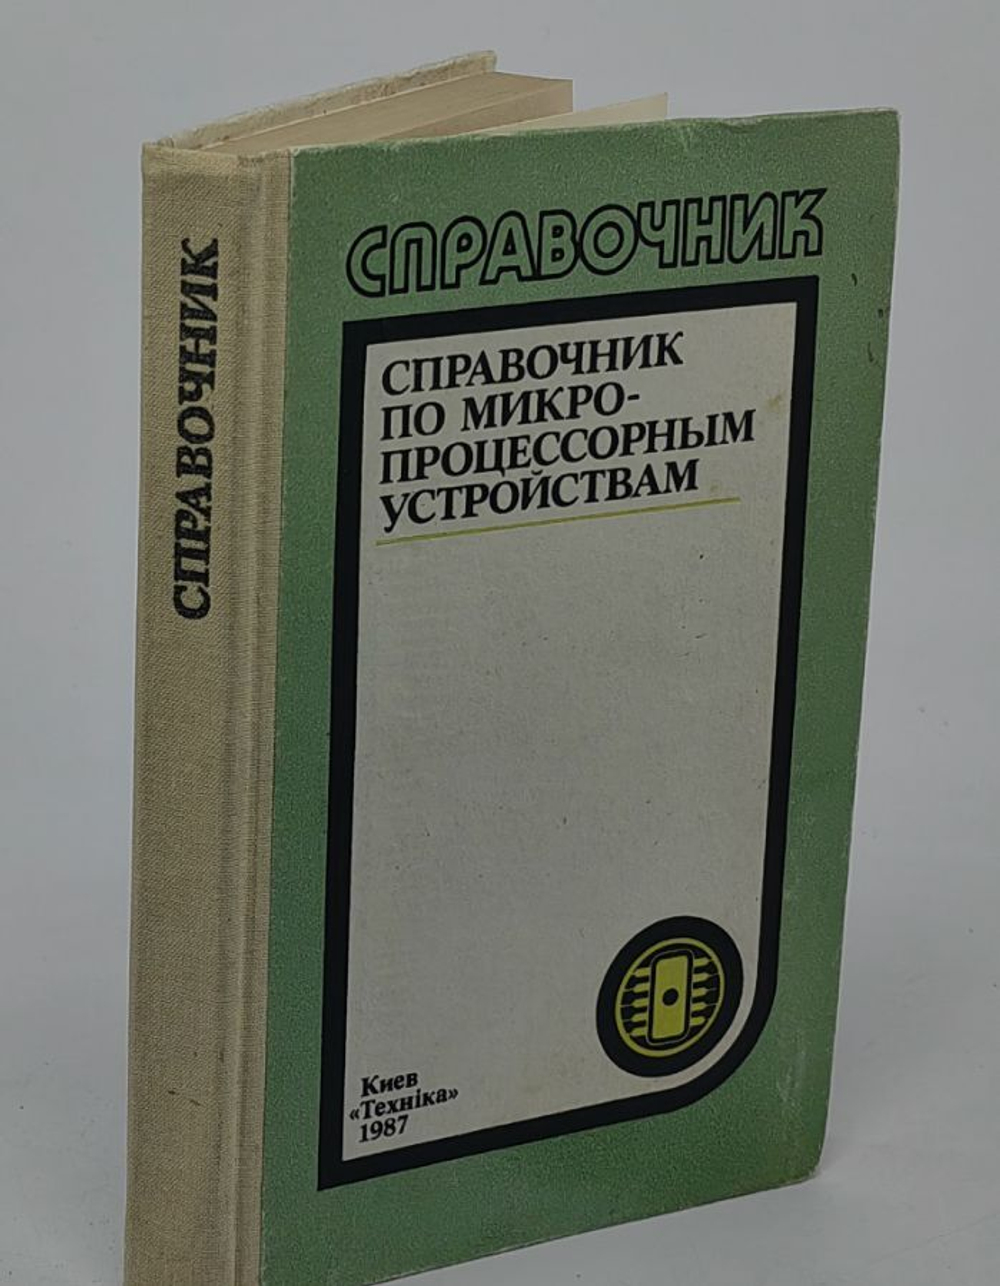 СПРАВОЧНИК
СПРАВОЧНИК
СПРАВОЧНИК
ПО МИКРО-
ПРОЦЕССОРНЫМ
УСТРОЙСТВАМ
Киев
«Техніка»
1987